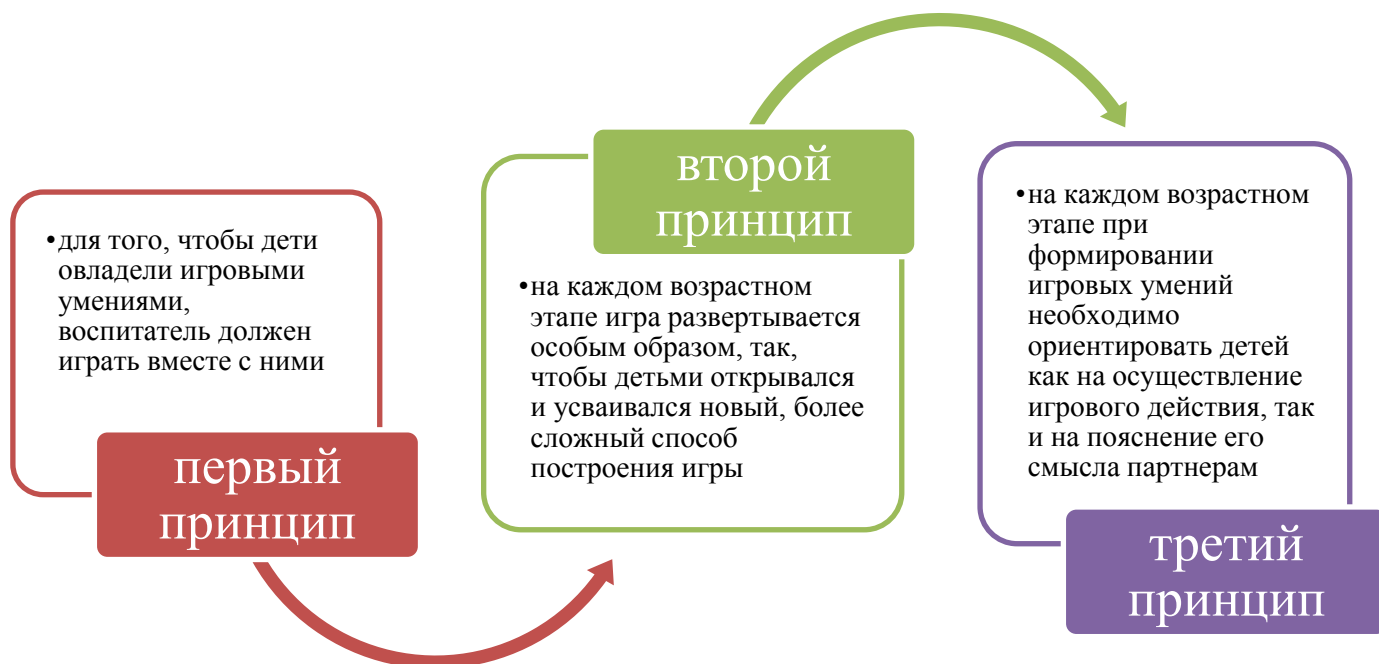 •для того, чтобы дети
овладели игровыми
умениями,
воспитатель должен
играть вместе с ними
первый
принцип
второй
принцип
•на каждом возрастном
этапе игра развертывается
особым образом, так,
чтобы детьми открывался
и усваивался новый, более
сложный способ
построения игры
•на каждом возрастном
этапе при
формировании
игровых умений
необходимо
ориентировать детей
как на осуществление
игрового действия, так
и на пояснение его
смысла партнерам
третий
принцип